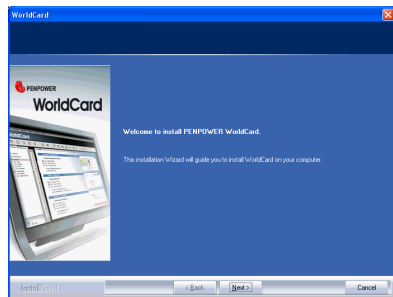 WorldCard
PENPOWER
WorldCard
Welcome to install PENPOWER WorldCard.
This installation Wizard will guide you to install WorldCard on your computer.
InstallShield
< Back
Next >
Cancel